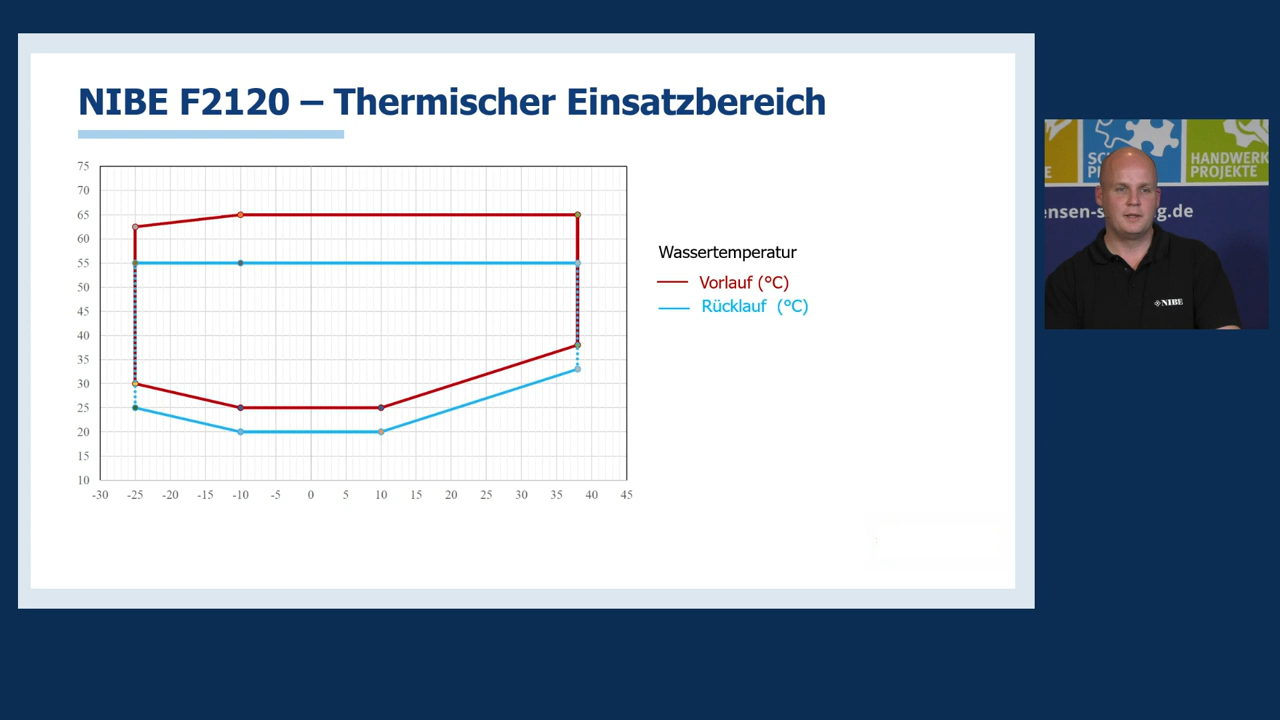 NIBE F2120 – Thermischer Einsatzbereich
75
70
65
60
55
50
45
40
35
30
25
20
15
10
-30 -25 -20 -15 -10 -5 0 5 10 15 20 25 30 35 40 45
Wassertemperatur
Vorlauf (°C)
Rücklauf (°C)
HANDWERK
PROJEKTE
NIBE